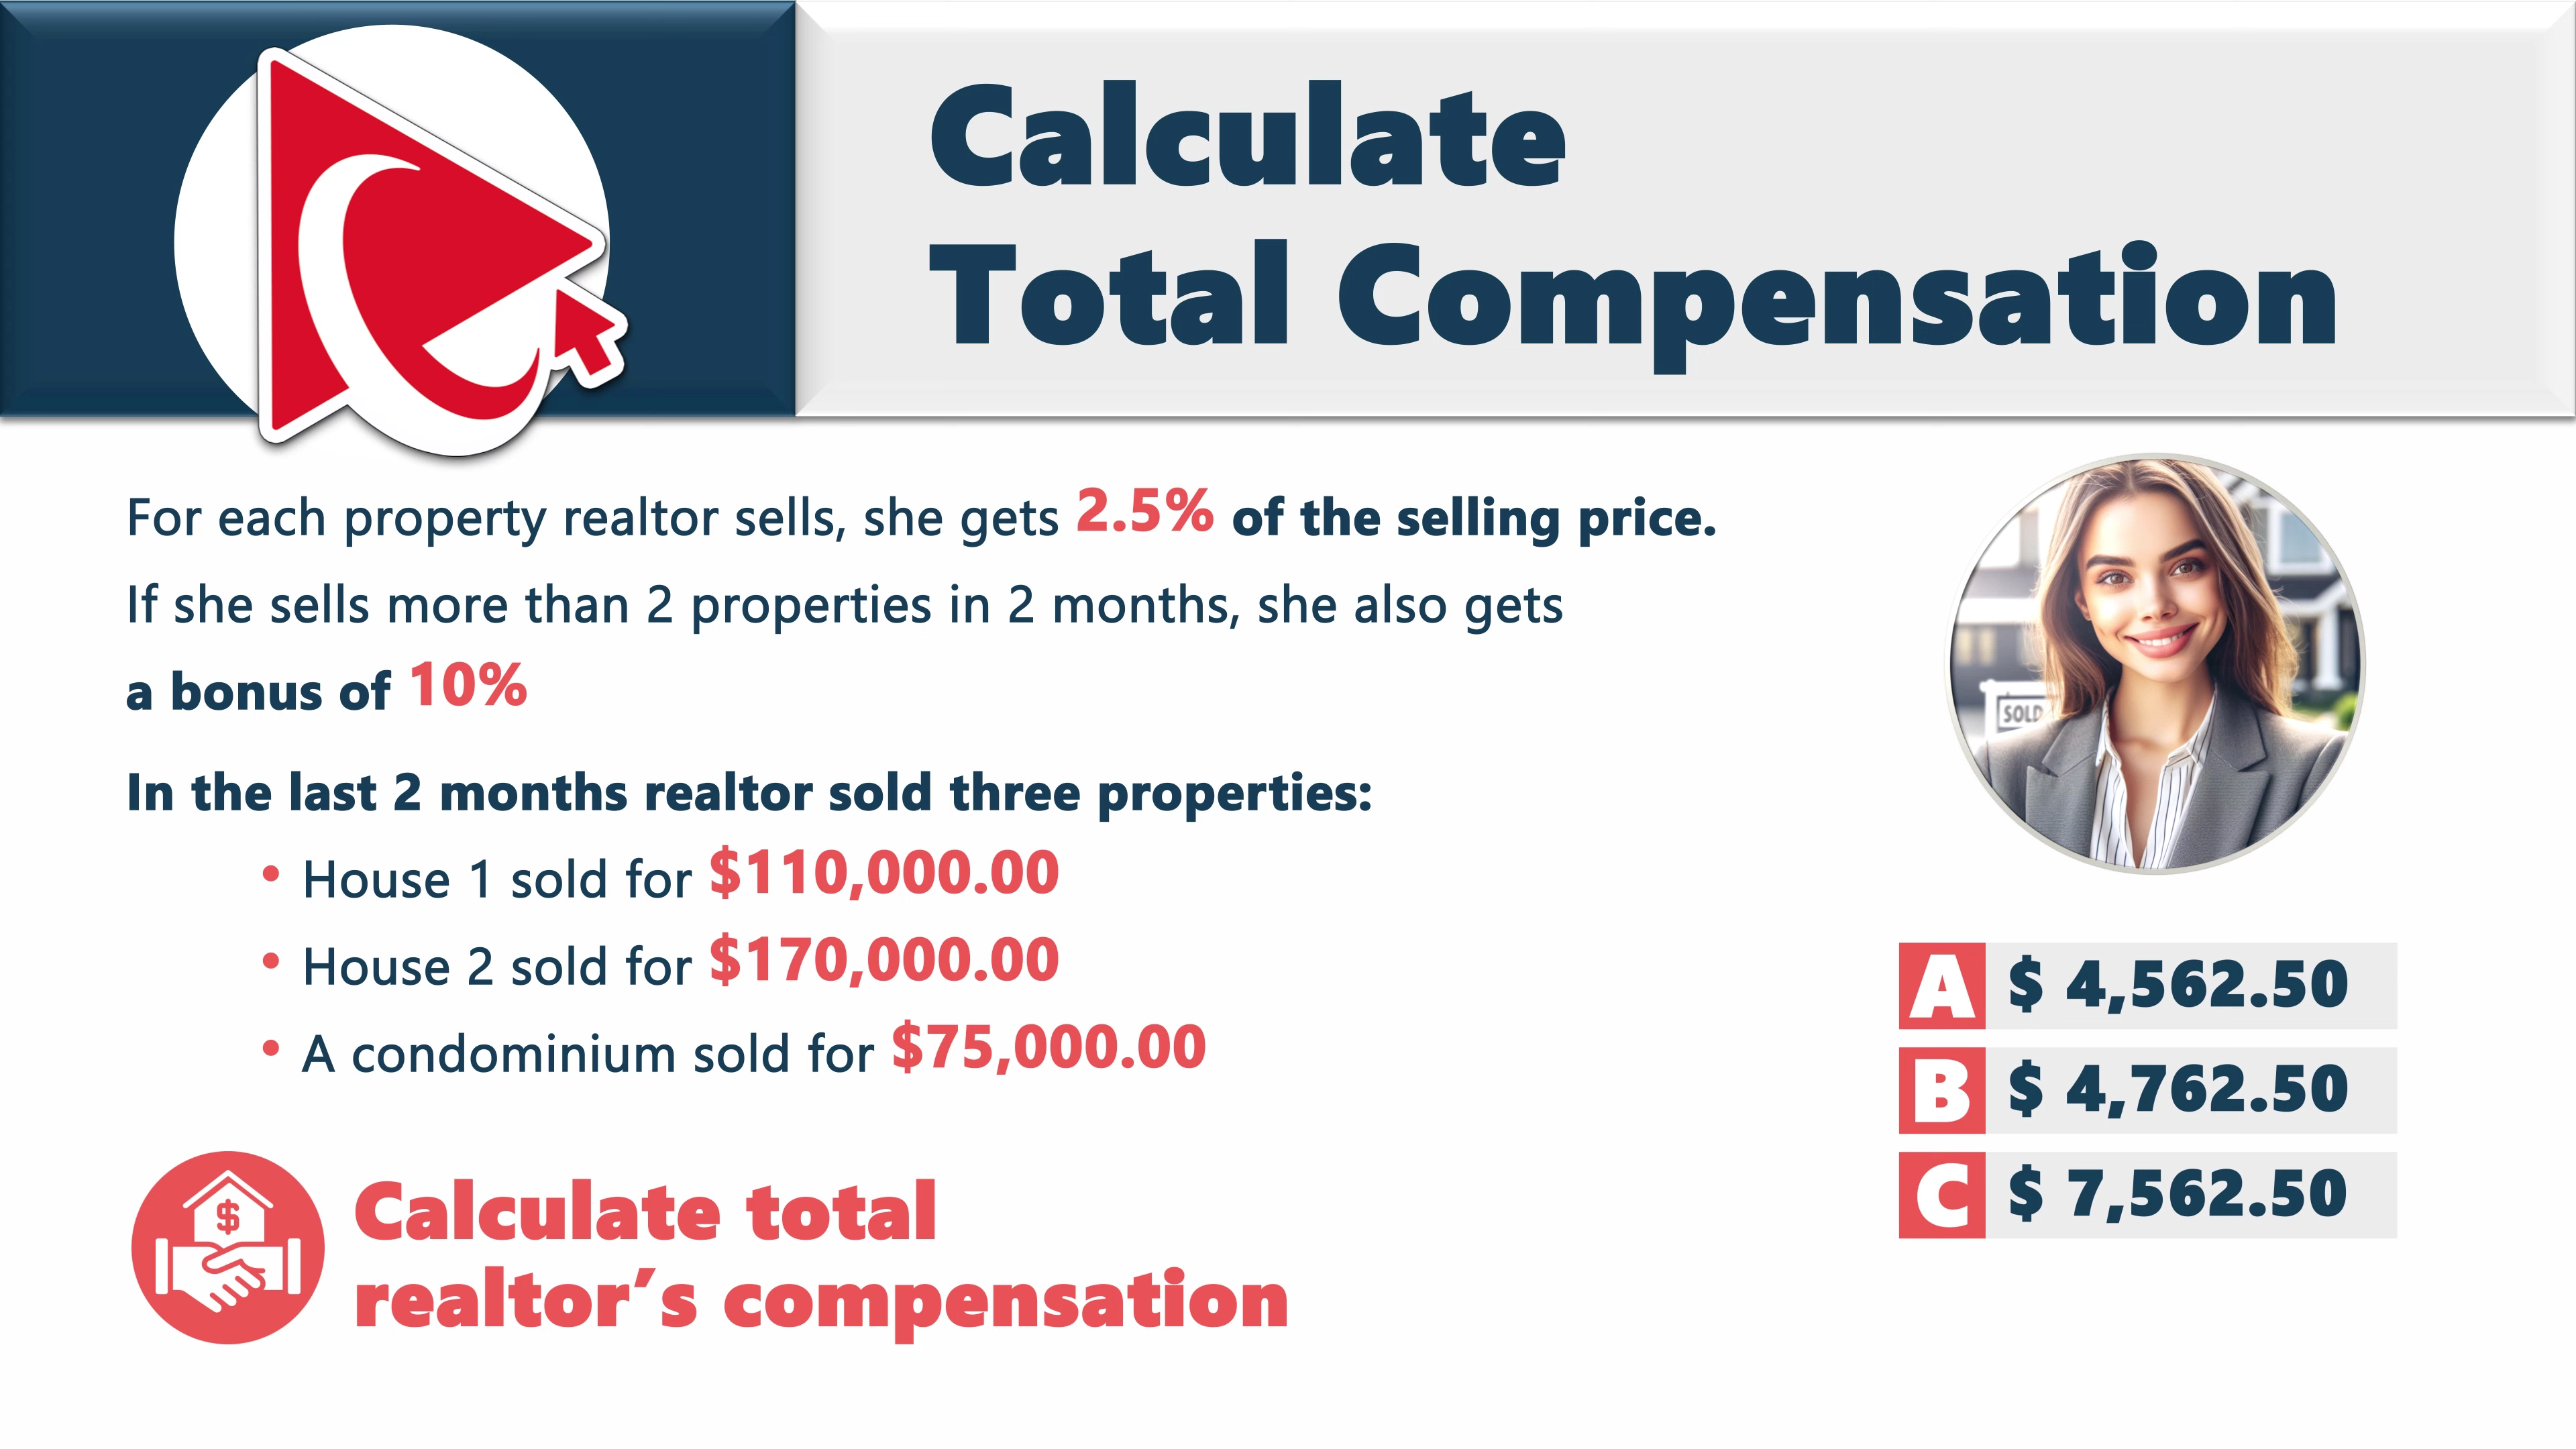 Calculate
Total Compensation
For each property realtor sells, she gets 2.5% of the selling price.
If she sells more than 2 properties in 2 months, she also gets
a bonus of 10%
In the last 2 months realtor sold three properties:
• House 1 sold for $110,000.00
• House 2 sold for $170,000.00
• A condominium sold for $75,000.00
SOLD
A $ 4,562.50
B $ 4,762.50
C $ 7,562.50
$
Calculate total
realtor’s compensation